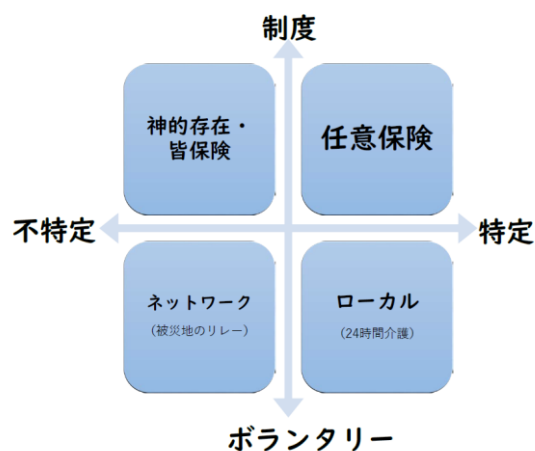 制度
神的存在・
皆保険
任意保険
不特定
特定
ネットワーク
（被災地のリレー）
ローカル
（24時間介護）
ボランタリー